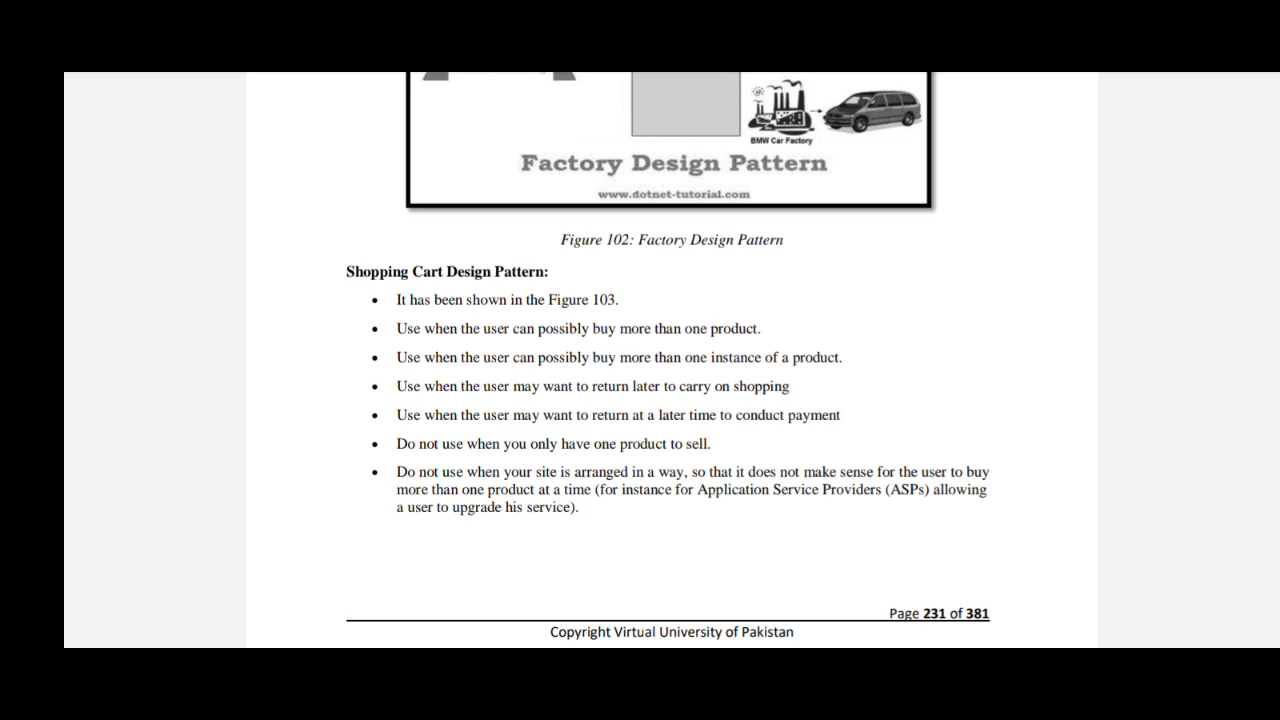 BMW Car Factory
Factory Design Pattern
www.dotnet-tutorial.com
Figure 102: Factory Design Pattern
Shopping Cart Design Pattern:
• It has been shown in the Figure 103.
• Use when the user can possibly buy more than one product.
• Use when the user can possibly buy more than one instance of a product.
• Use when the user may want to return later to carry on shopping
• Use when the user may want to return at a later time to conduct payment
• Do not use when you only have one product to sell.
• Do not use when your site is arranged in a way, so that it does not make sense for the user to buy
more than one product at a time (for instance for Application Service Providers (ASPs) allowing
a user to upgrade his service).
Page 231 of 381
Copyright Virtual University of Pakistan